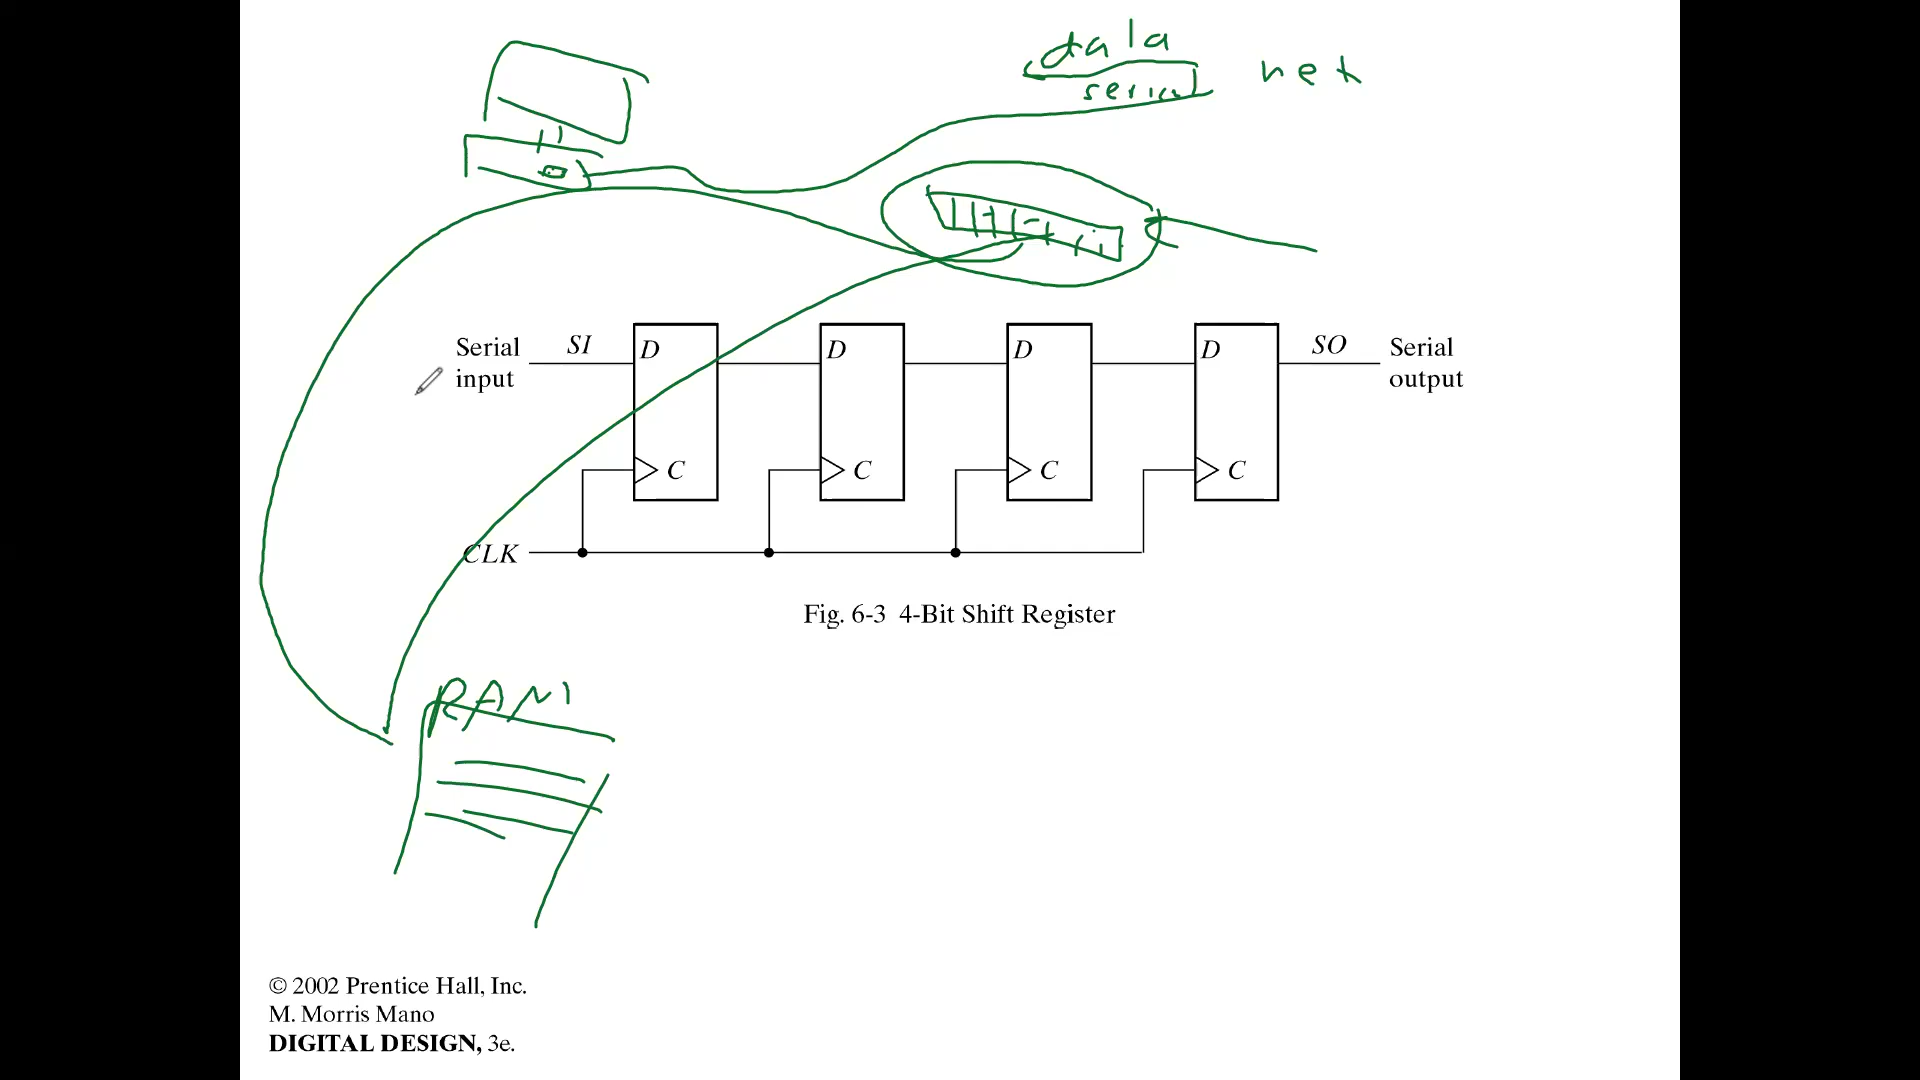 data
serial
net
Serial input
SI
D
D
D
D
SO
Serial output
C
C
C
C
CLK
Fig. 6-3 4-Bit Shift Register
RAM
© 2002 Prentice Hall, Inc.
M. Morris Mano
DIGITAL DESIGN, 3e.